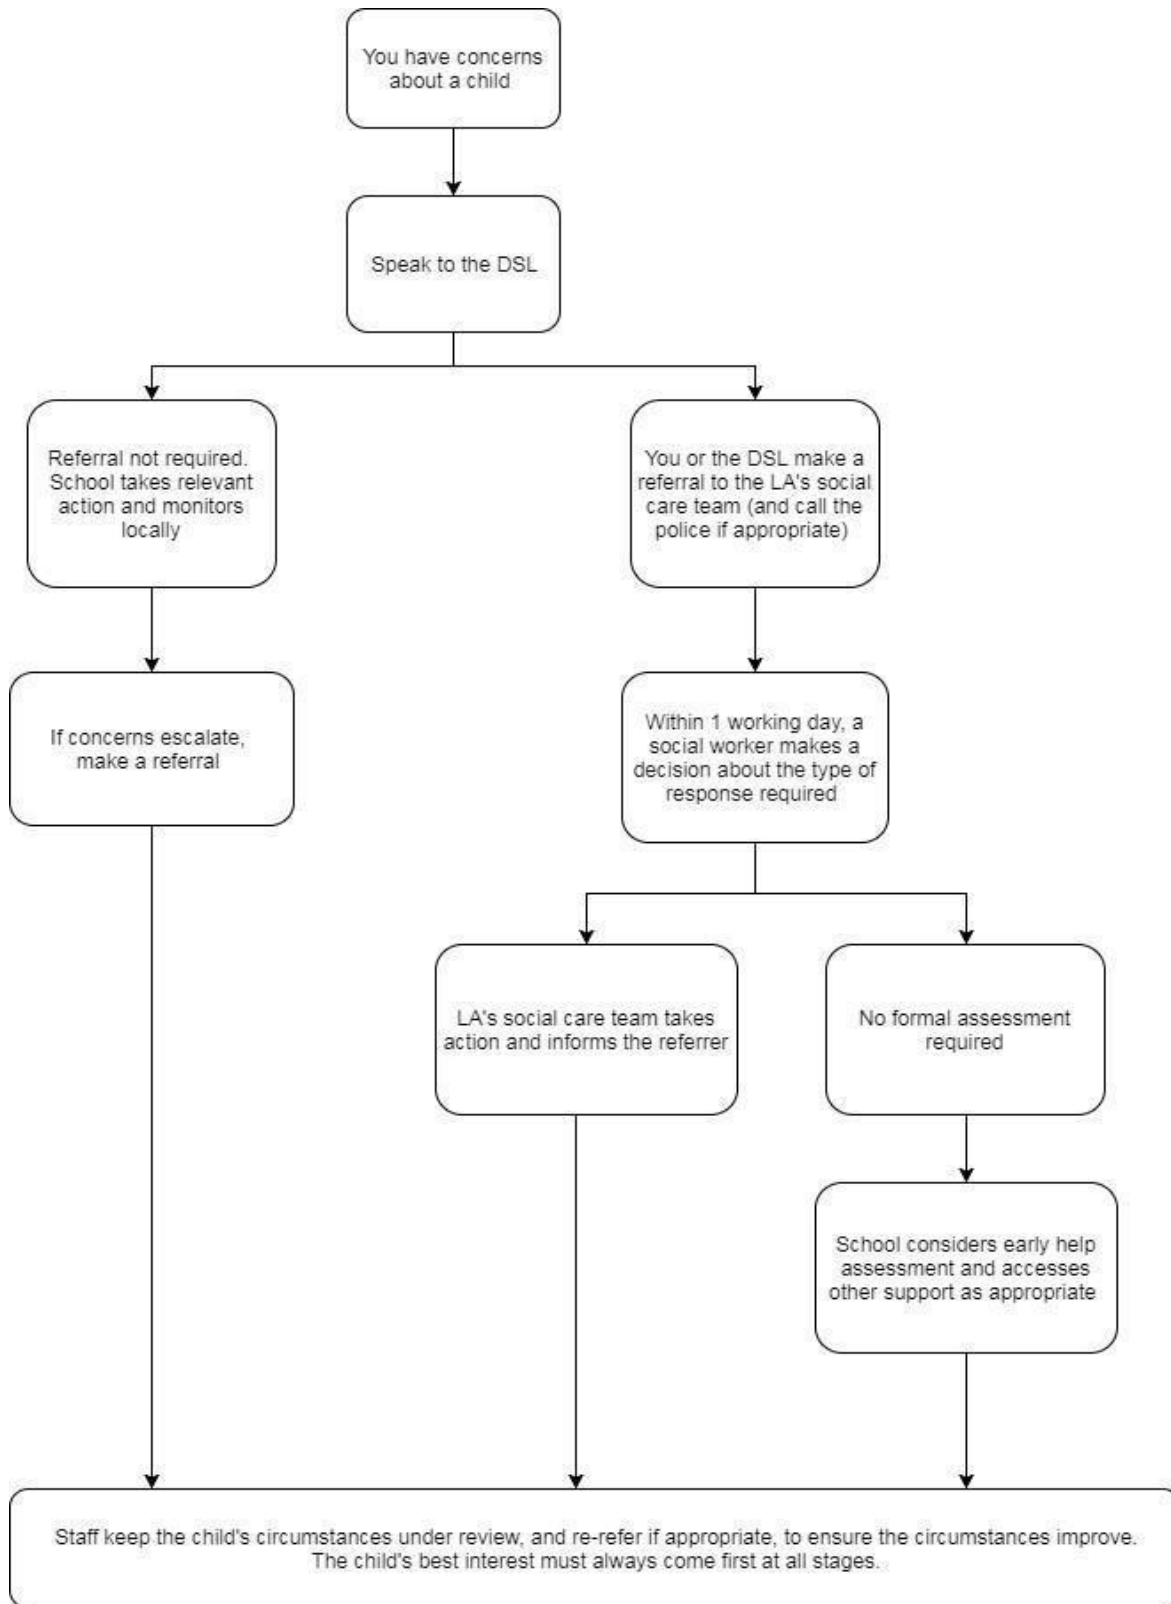 You have concerns
about a child
Speak to the DSL
Referral not required.
School takes relevant
action and monitors
locally
You or the DSL make a
referral to the LA's social
care team (and call the
police if appropriate)
If concerns escalate,
make a referral
Within 1 working day, a
social worker makes a
decision about the type of
response required
LA's social care team takes
action and informs the referrer
No formal assessment
required
School considers early help
assessment and accesses
other support as appropriate
Staff keep the child's circumstances under review, and re-refer if appropriate, to ensure the circumstances improve.
The child's best interest must always come first at all stages.